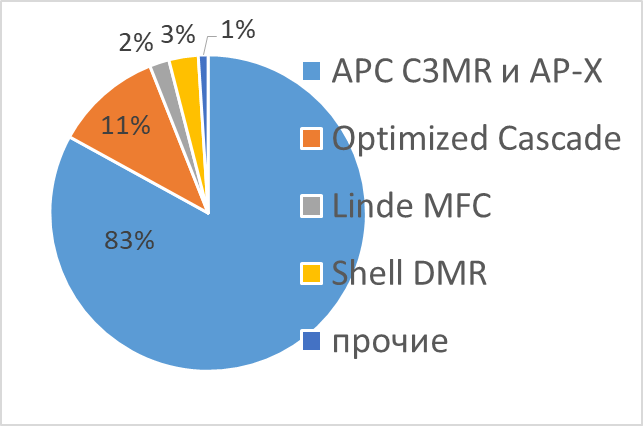 1%
3%
2%
11%
83%
APC C3MR и AP-X
Optimized Cascade
Linde MFC
Shell DMR
прочие